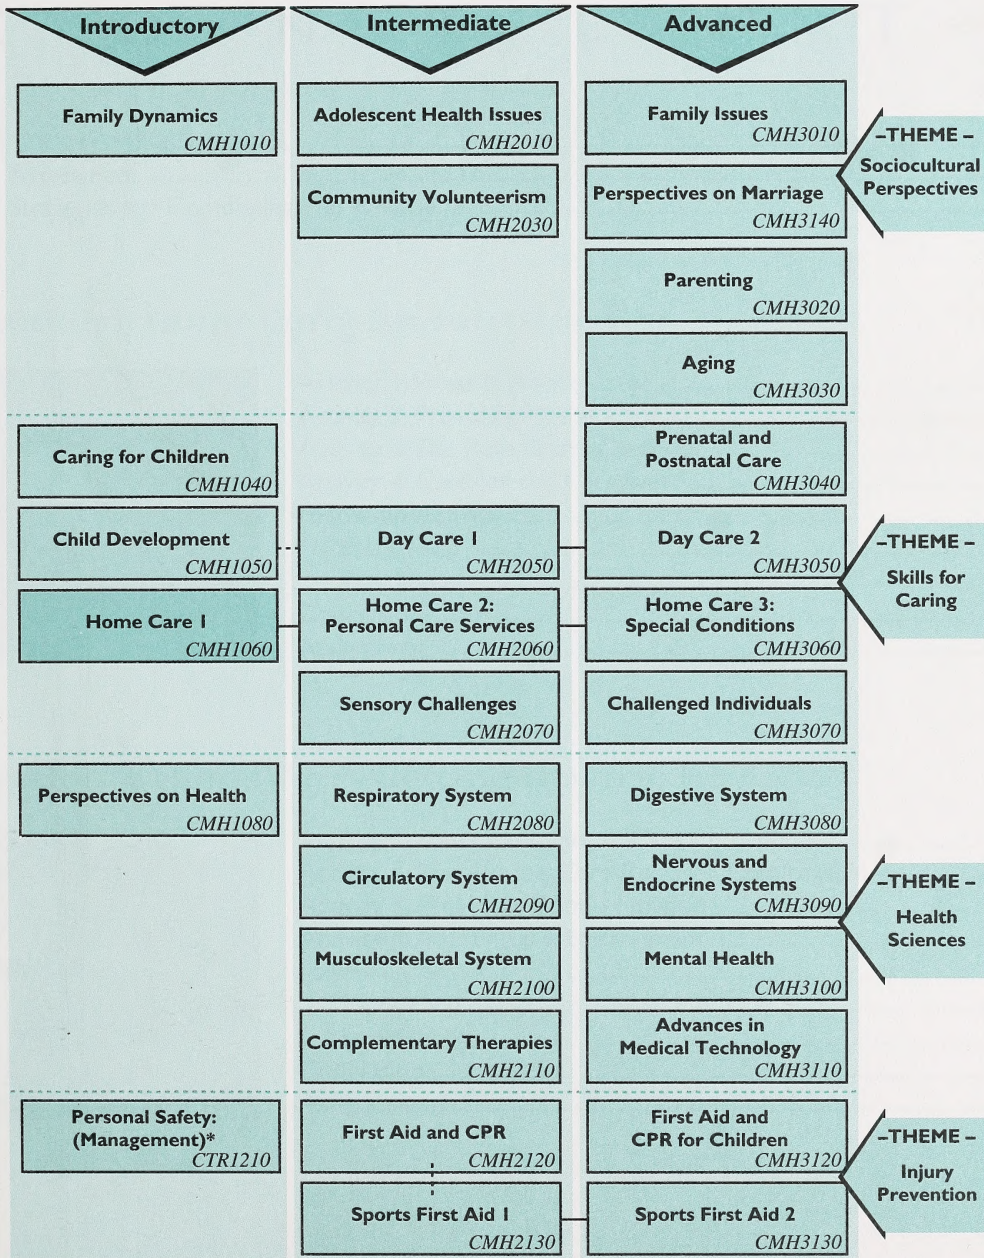 Introductory
Intermediate
Advanced
Family Dynamics
CMH1010
Adolescent Health Issues
CMH2010
Family Issues
CMH3010
–THEME –
Sociocultural
Perspectives
Community Volunteerism
CMH2030
Perspectives on Marriage
CMH3140
Parenting
CMH3020
Aging
CMH3030
Caring for Children
CMH1040
Prenatal and
Postnatal Care
CMH3040
Child Development
CMH1050
Day Care 1
CMH2050
Day Care 2
CMH3050
–THEME –
Skills for
Caring
Home Care 1
CMH1060
Home Care 2:
Personal Care Services
CMH2060
Home Care 3:
Special Conditions
CMH3060
Sensory Challenges
CMH2070
Challenged Individuals
CMH3070
Perspectives on Health
CMH1080
Respiratory System
CMH2080
Digestive System
CMH3080
Circulatory System
CMH2090
Nervous and
Endocrine Systems
CMH3090
–THEME –
Health
Sciences
Musculoskeletal System
CMH2100
Mental Health
CMH3100
Complementary Therapies
CMH2110
Advances in
Medical Technology
CMH3110
Personal Safety:
(Management)*
CTR1210
First Aid and CPR
CMH2120
First Aid and
CPR for Children
CMH3120
–THEME –
Injury
Prevention
Sports First Aid 1
CMH2130
Sports First Aid 2
CMH3130